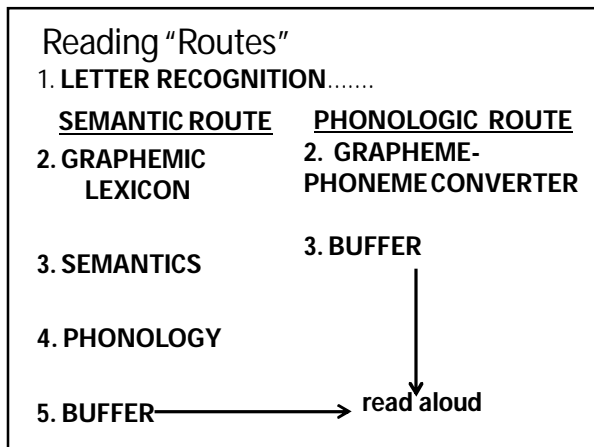 Reading “Routes”
1. LETTER RECOGNITION.......
SEMANTIC ROUTE
2. GRAPHEMIC
LEXICON
3. SEMANTICS
4. PHONOLOGY
5. BUFFER
PHONOLOGIC ROUTE
2. GRAPHEME-
PHONEME CONVERTER
3. BUFFER
read aloud